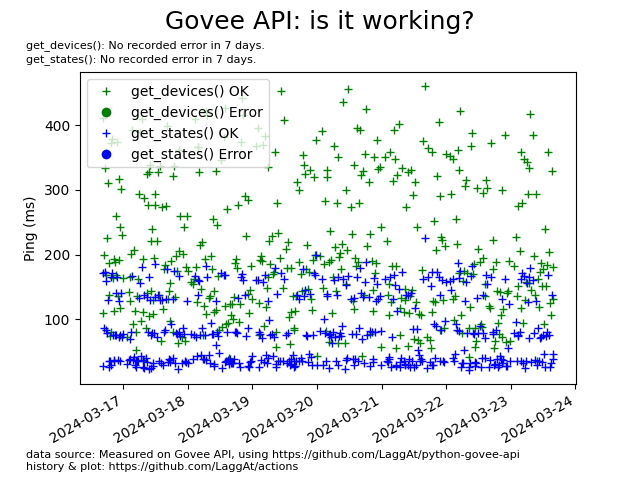 Govee API: is it working?
get_devices(): No recorded error in 7 days.
get_states(): No recorded error in 7 days.
get_devices() OK
get_devices() Error
get_states() OK
get_states() Error
Ping (ms)
400
300
200
100
2024-03-17
2024-03-18
2024-03-19
2024-03-20
2024-03-21
2024-03-22
2024-03-23
2024-03-24
data source: Measured on Govee API, using https://github.com/LaggAt/python-govee-api
history & plot: https://github.com/LaggAt/actions